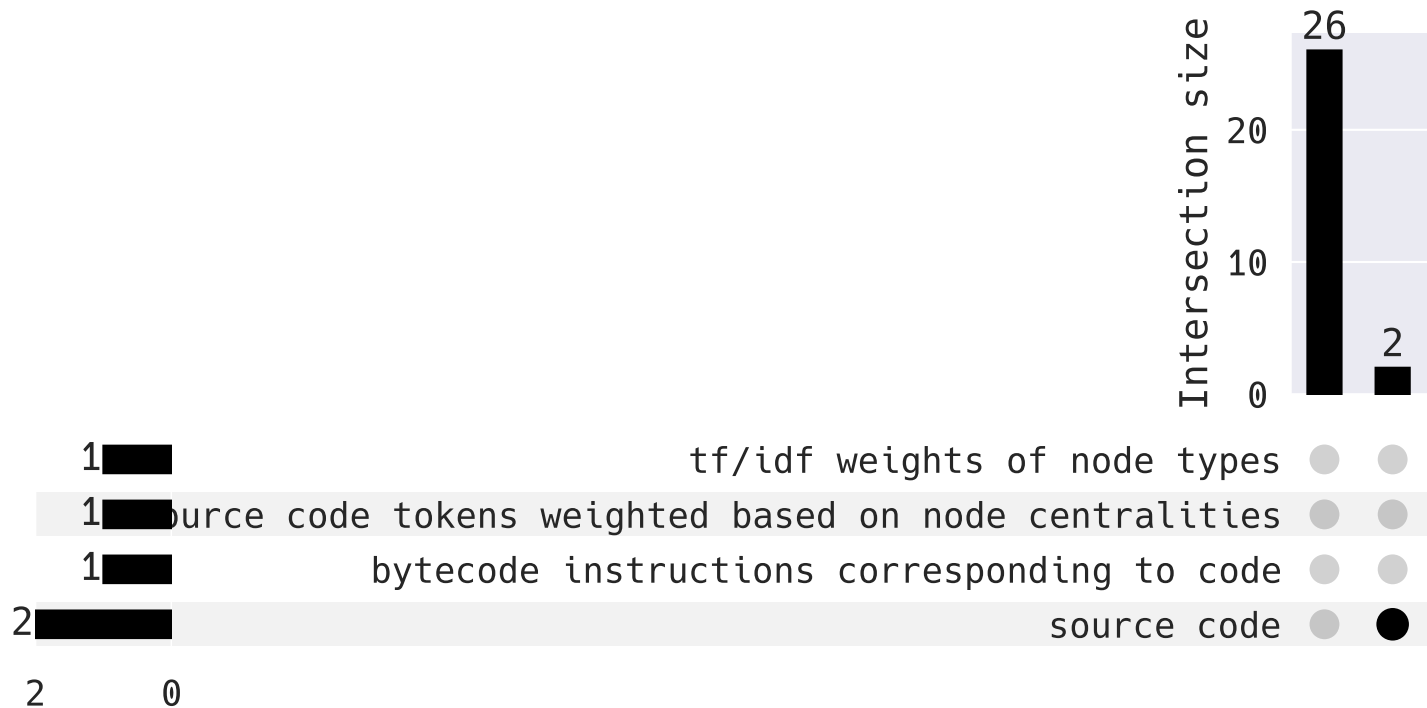 26
Intersection size
20
10
2
0
1 tf/idf weights of node types
1 ource code tokens weighted based on node centralities
1 bytecode instructions corresponding to code
2 source code
2 0